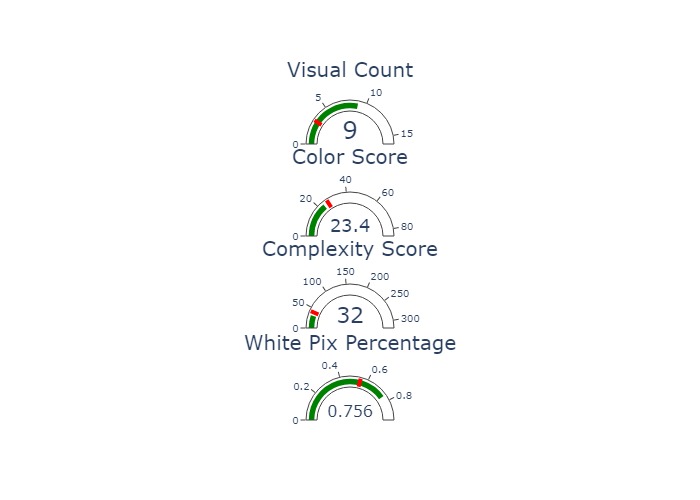 Visual Count
0 5 10 15
9
Color Score
0 20 40 60 80
23.4
Complexity Score
0 50 100 150 200 250 300
32
White Pix Percentage
0 0.2 0.4 0.6 0.8
0.756